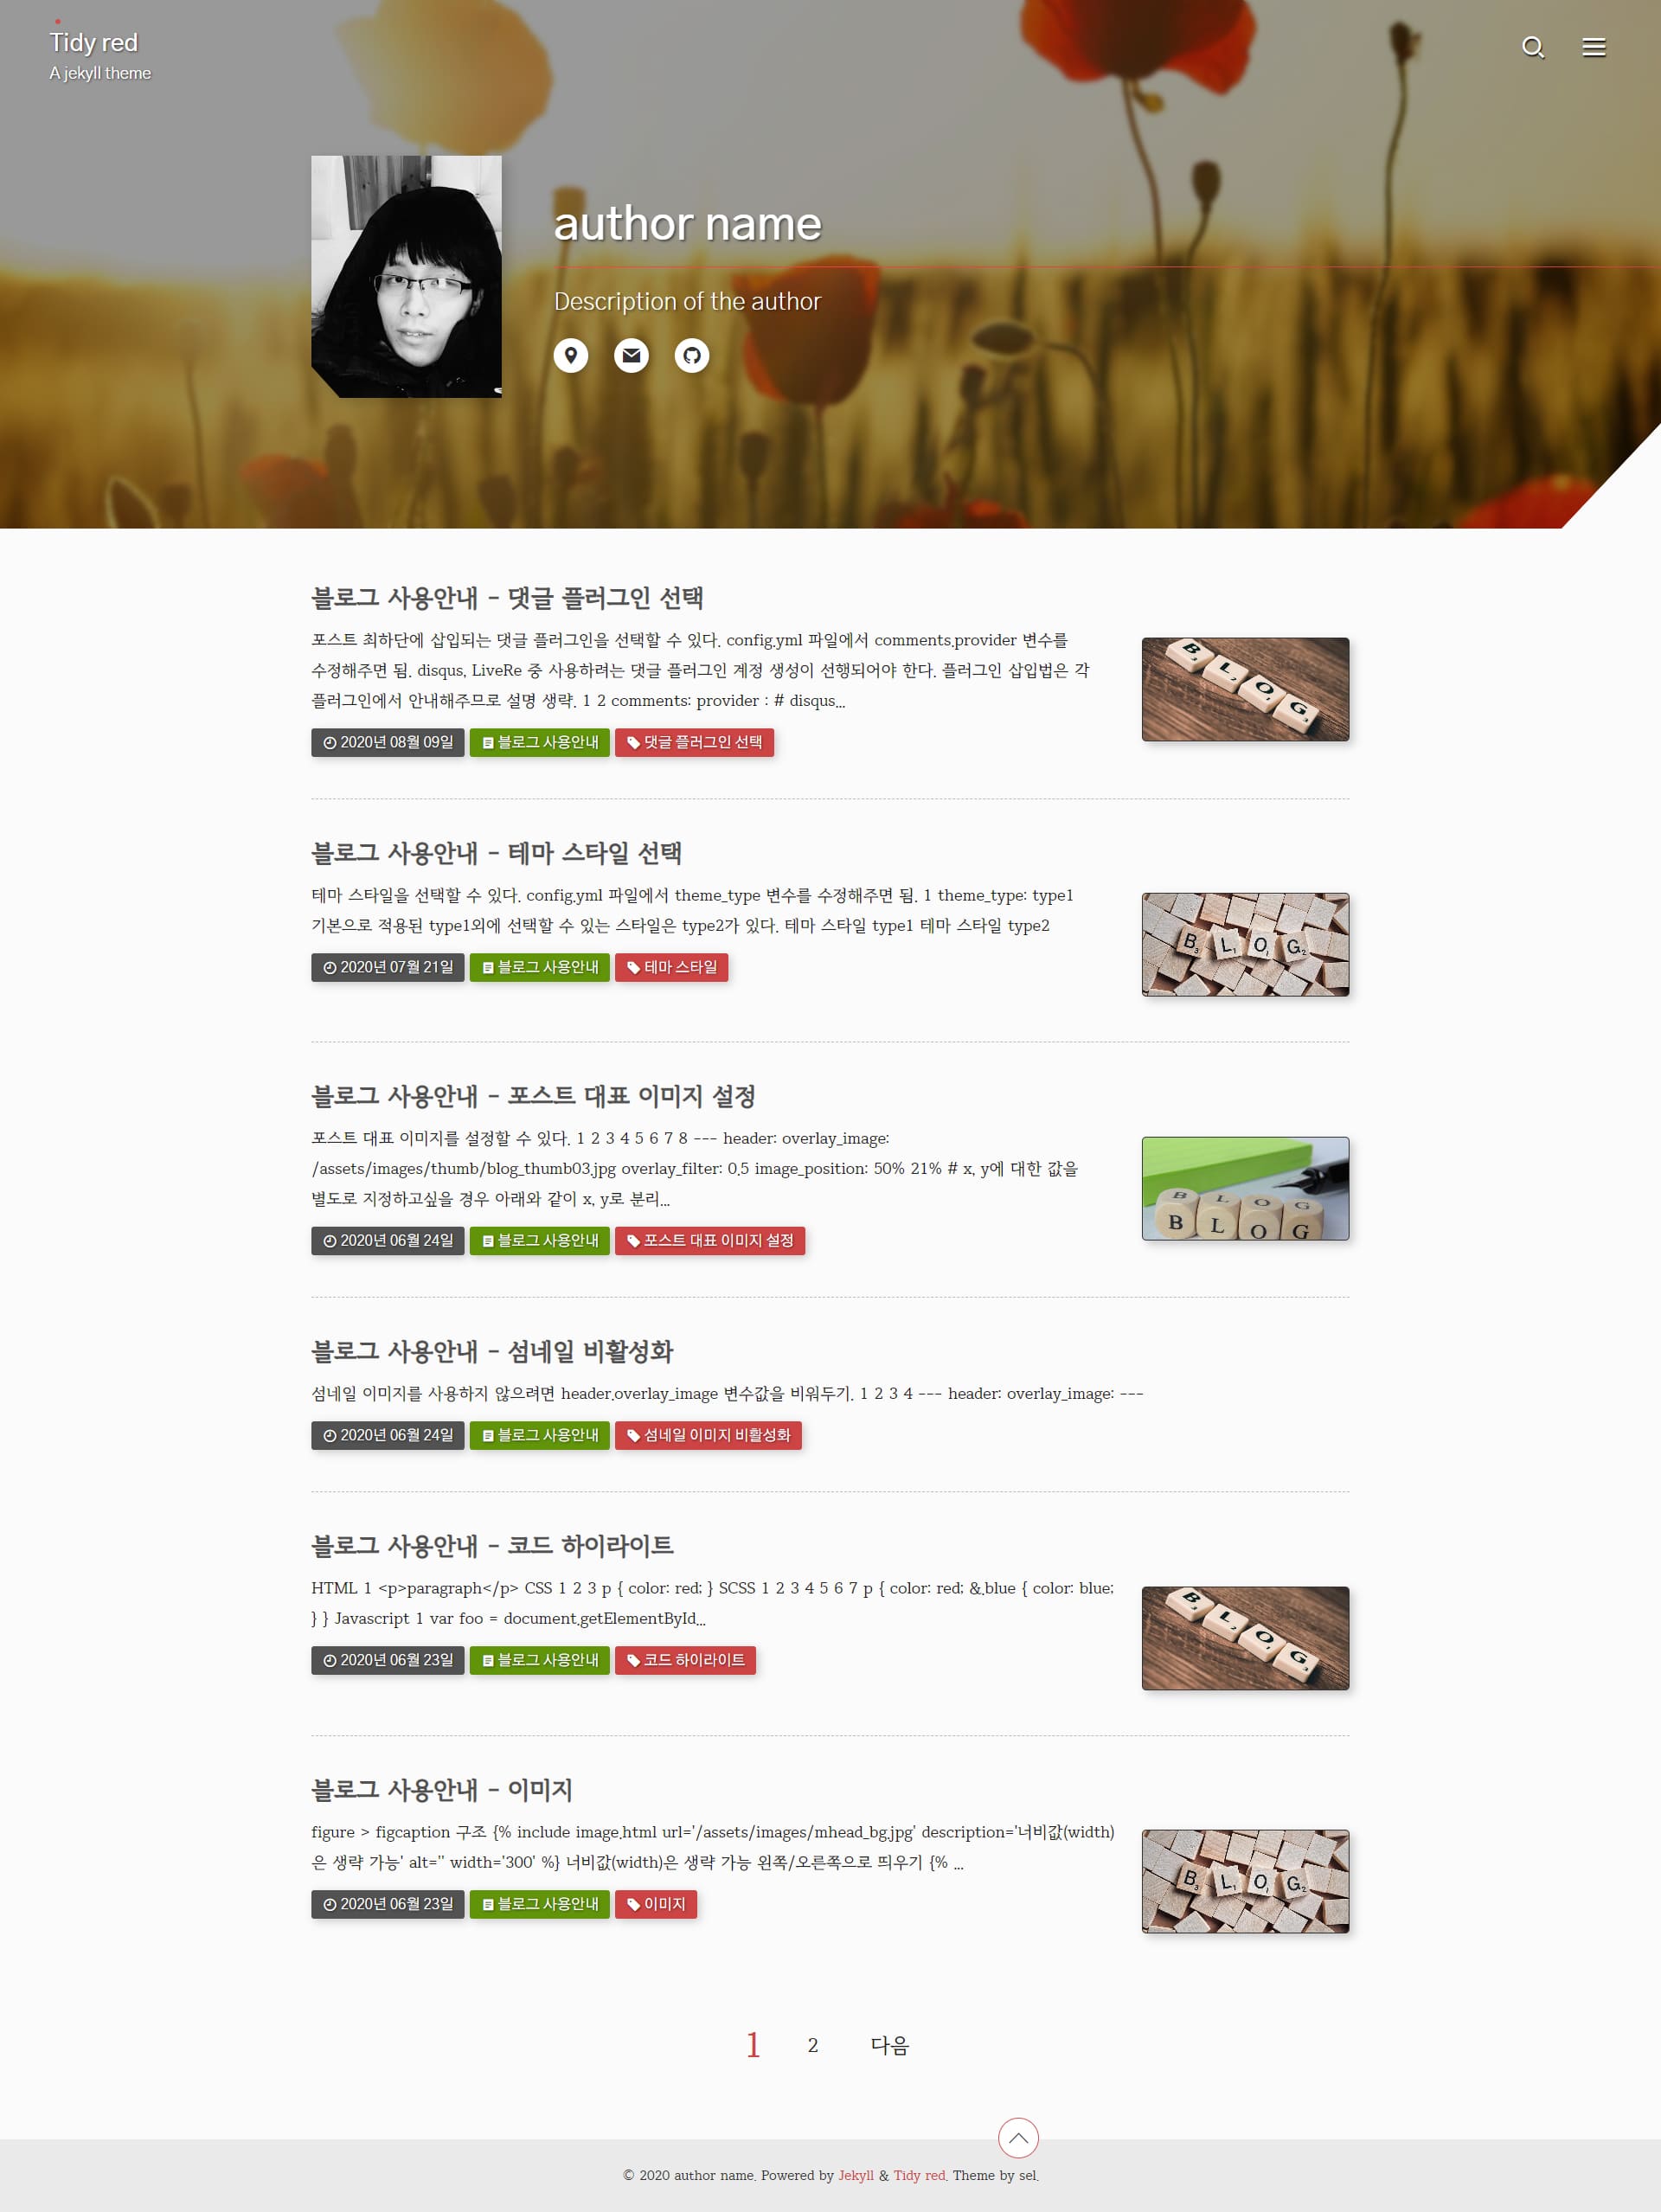 Tidy red
A jekyll theme
author name
Description of the author
블로그 사용안내 - 댓글 플러그인 선택
포스트 최하단에 삽입되는 댓글 플러그인을 선택할 수 있다. config.yml 파일에서 comments.provider 변수를
수정해주면 됨. disqus, LiveRe 중 사용하려는 댓글 플러그인 계정 생성이 선행되어야 한다. 플러그인 삽입법은 각
플러그인에서 안내해주므로 설명 생략. 1 2 comments: provider : # disqus...
2020년 08월 09일 블로그 사용안내 댓글 플러그인 선택
B L O G
블로그 사용안내 - 테마 스타일 선택
테마 스타일을 선택할 수 있다. config.yml 파일에서 theme_type 변수를 수정해주면 됨. 1 theme_type: type1
기본으로 적용된 type1외에 선택할 수 있는 스타일은 type2가 있다. 테마 스타일 type1 테마 스타일 type2
2020년 07월 21일 블로그 사용안내 테마 스타일
B L O G
블로그 사용안내 - 포스트 대표 이미지 설정
포스트 대표 이미지를 설정할 수 있다. 1 2 3 4 5 6 7 8 --- header: overlay_image:
/assets/images/thumb/blog_thumb03.jpg overlay_filter: 0.5 image_position: 50% 21% # x, y에 대한 값을
별도로 지정하고싶을 경우 아래와 같이 x, y로 분리...
2020년 06월 24일 블로그 사용안내 포스트 대표 이미지 설정
B L O G
B L O G
블로그 사용안내 - 섬네일 비활성화
섬네일 이미지를 사용하지 않으려면 header.overlay_image 변수값을 비워두기. 1 2 3 4 --- header: overlay_image: ---
2020년 06월 24일 블로그 사용안내 섬네일 이미지 비활성화
블로그 사용안내 - 코드 하이라이트
HTML 1 <p>paragraph</p> CSS 1 2 3 p { color: red; } SCSS 1 2 3 4 5 6 7 p { color: red; &.blue { color: blue;
} } Javascript 1 var foo = document.getElementById...
2020년 06월 23일 블로그 사용안내 코드 하이라이트
B L O G
블로그 사용안내 - 이미지
figure > figcaption 구조 {% include image.html url='/assets/images/mhead_bg.jpg' description='너비값(width)
은 생략 가능' alt='' width='300' %} 너비값(width)은 생략 가능 왼쪽/오른쪽으로 띄우기 {% ...
2020년 06월 23일 블로그 사용안내 이미지
B L O G
1 2 다음
© 2020 author name. Powered by Jekyll & Tidy red. Theme by sel.